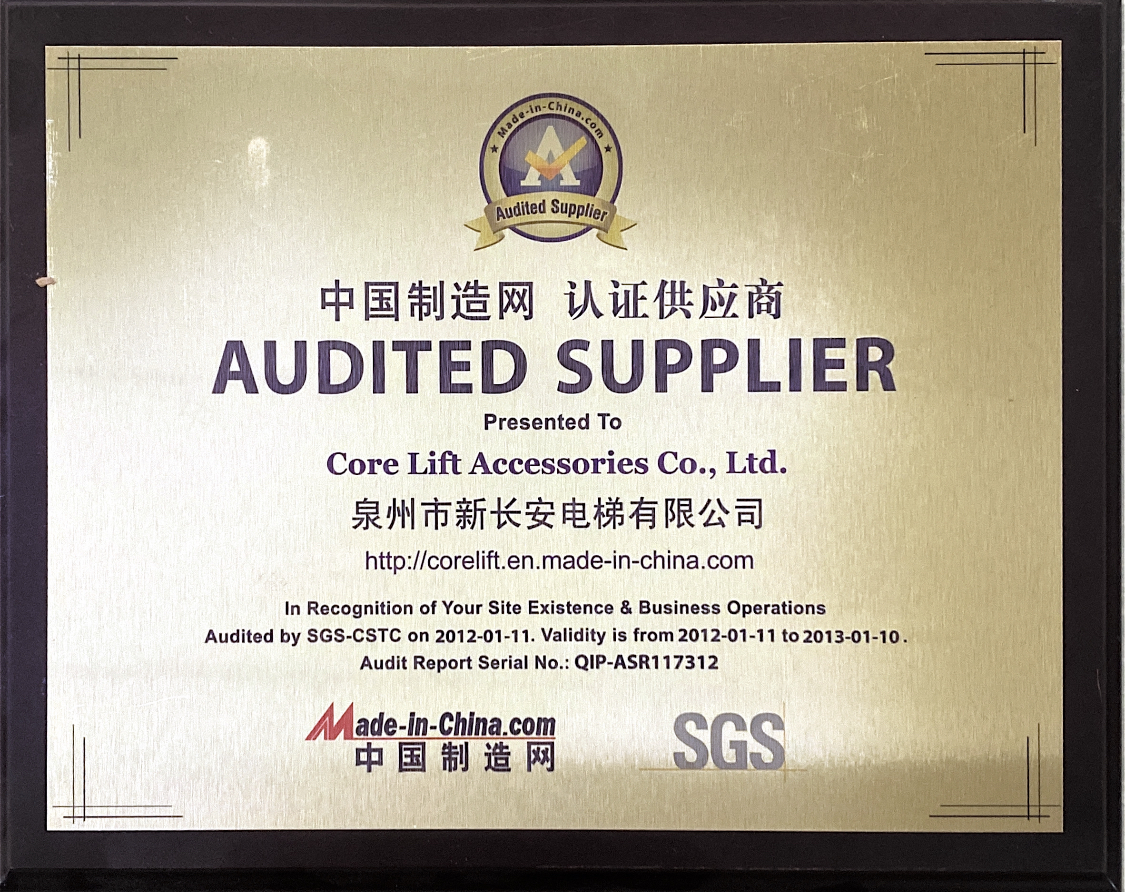 Made-in-China.com
A
Audited Supplier
中国制造网 认证供应商
AUDITED SUPPLIER
Presented To
Core Lift Accessories Co., Ltd.
泉州市新长安电梯有限公司
http://corelift.en.made-in-china.com
In Recognition of Your Site Existence & Business Operations
Audited by SGS-CSTC on 2012-01-11. Validity is from 2012-01-11 to 2013-01-10.
Audit Report Serial No.: QIP-ASR117312
Made-in-China.com
中国制造网
SGS